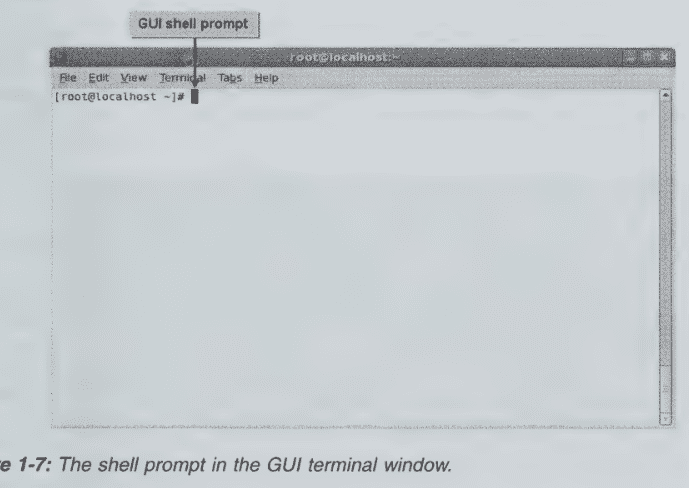 GUI shell prompt
root@localhost:~
File Edit View Terminal Tabs Help
[root@localhost ~]#
e 1-7: The shell prompt in the GUI terminal window.